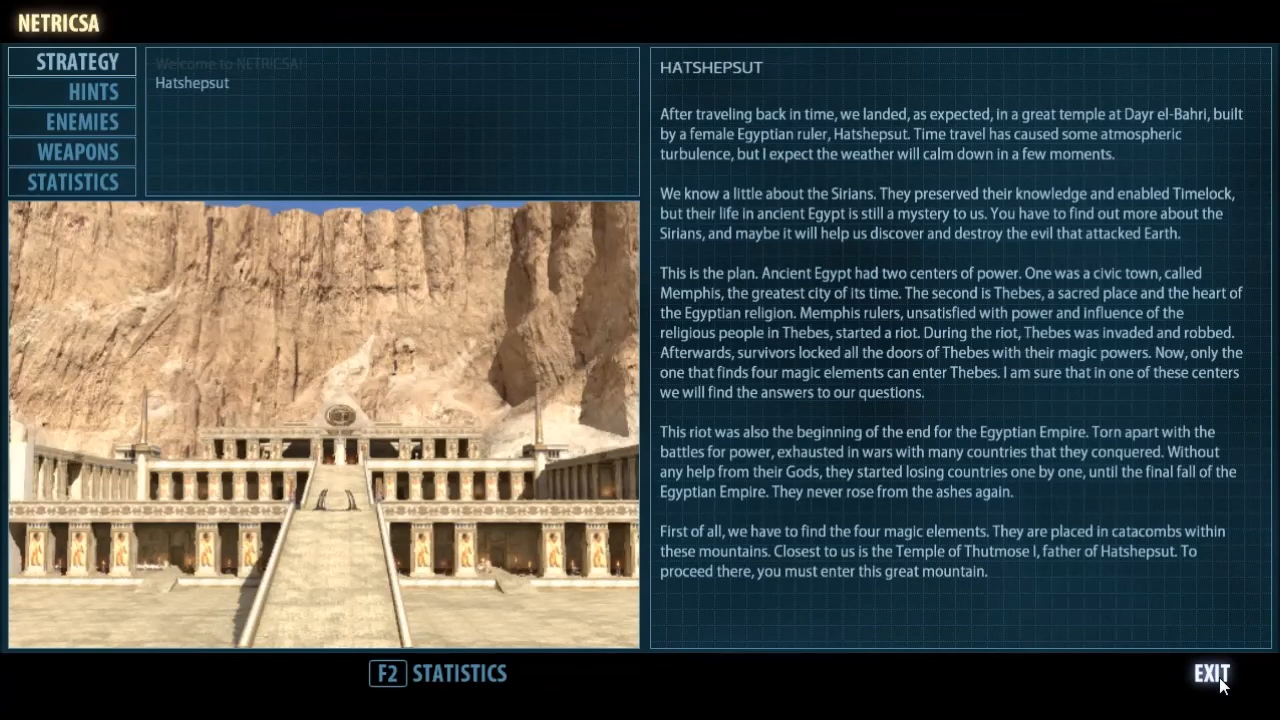 NETRICSA
STRATEGY
HINTS
ENEMIES
WEAPONS
STATISTICS
Welcome to NETRICSA!
Hatshepsut
HATSHEPSUT
After traveling back in time, we landed, as expected, in a great temple at Dayr el-Bahri, built
by a female Egyptian ruler, Hatshepsut. Time travel has caused some atmospheric
turbulence, but I expect the weather will calm down in a few moments.
We know a little about the Sirians. They preserved their knowledge and enabled Timelock,
but their life in ancient Egypt is still a mystery to us. You have to find out more about the
Sirians, and maybe it will help us discover and destroy the evil that attacked Earth.
This is the plan. Ancient Egypt had two centers of power. One was a civic town, called
Memphis, the greatest city of its time. The second is Thebes, a sacred place and the heart of
the Egyptian religion. Memphis rulers, unsatisfied with power and influence of the
religious people in Thebes, started a riot. During the riot, Thebes was invaded and robbed.
Afterwards, survivors locked all the doors of Thebes with their magic powers. Now, only the
one that finds four magic elements can enter Thebes. I am sure that in one of these centers
we will find the answers to our questions.
This riot was also the beginning of the end for the Egyptian Empire. Torn apart with the
battles for power, exhausted in wars with many countries that they conquered. Without
any help from their Gods, they started losing countries one by one, until the final fall of the
Egyptian Empire. They never rose from the ashes again.
First of all, we have to find the four magic elements. They are placed in catacombs within
these mountains. Closest to us is the Temple of Thutmose I, father of Hatshepsut. To
proceed there, you must enter this great mountain.
F2 STATISTICS
EXIT